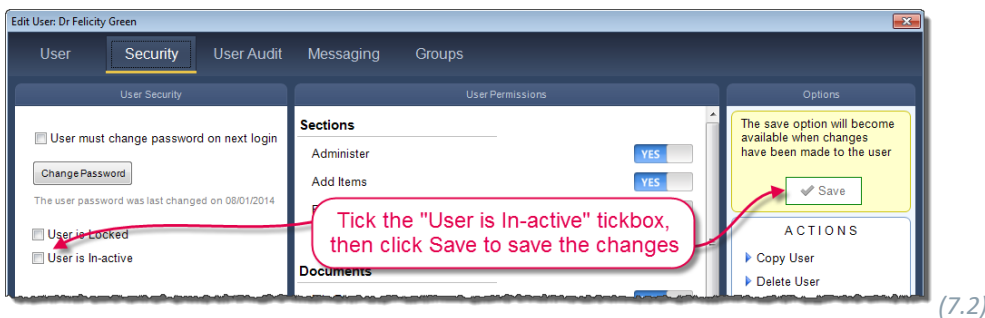 Edit User: Dr Felicity Green
User Security User Audit Messaging Groups
User Security
User must change password on next login
Change Password
The user password was last changed on 08/01/2014
User is Locked
User is In-active
User Permissions
Sections
Administer YES
Add Items YES
Documents
Tick the "User is In-active" tickbox,
then click Save to save the changes
Options
The save option will become
available when changes
have been made to the user
Save
ACTIONS
Copy User
Delete User
(7.2)